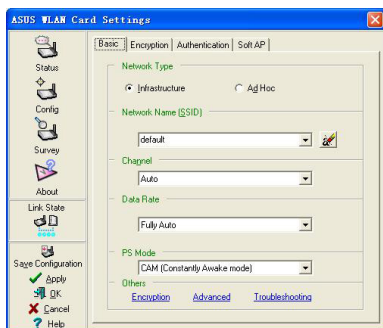 ASUS WLAN Card Settings
Status
Config
Survey
About
Link State
Save Configuration
Apply
OK
Cancel
Help
Basic Encryption Authentication Soft AP
Network Type
Infrastructure Ad Hoc
Network Name (SSID)
default
Channel
Auto
Data Rate
Fully Auto
PS Mode
CAM (Constantly Awake mode)
Others
Encryption Advanced Troubleshooting